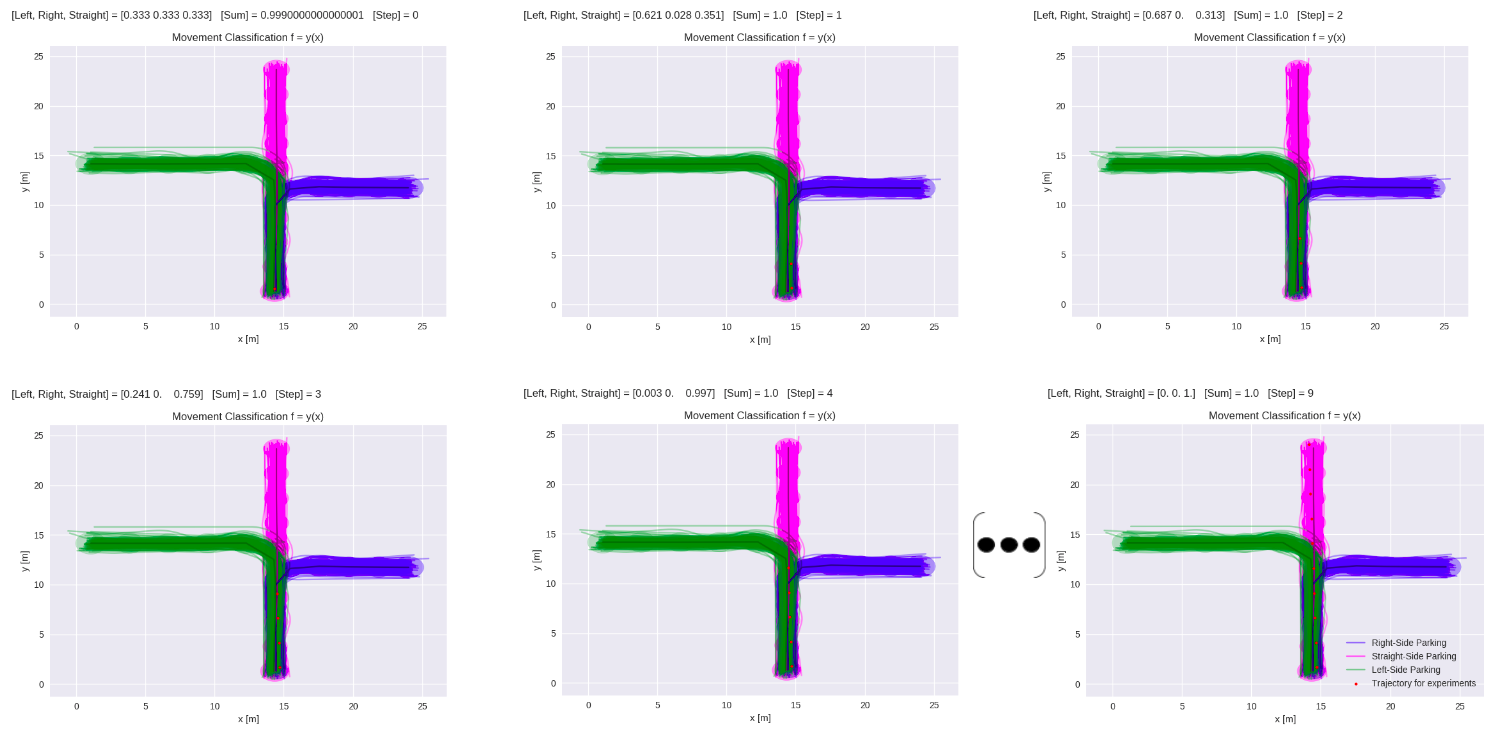 [Left, Right, Straight] = [0.333 0.333 0.333]   [Sum] = 0.9990000000000001   [Step] = 0
Movement Classification f = y(x)
25
20
15
10
5
0
y [m]
0 5 10 15 20 25
x [m]
[Left, Right, Straight] = [0.621 0.028 0.351]   [Sum] = 1.0   [Step] = 1
Movement Classification f = y(x)
25
20
15
10
5
0
y [m]
0 5 10 15 20 25
x [m]
[Left, Right, Straight] = [0.687 0.    0.313]   [Sum] = 1.0   [Step] = 2
Movement Classification f = y(x)
25
20
15
10
5
0
y [m]
0 5 10 15 20 25
x [m]
[Left, Right, Straight] = [0.241 0.    0.759]   [Sum] = 1.0   [Step] = 3
Movement Classification f = y(x)
25
20
15
10
5
0
y [m]
0 5 10 15 20 25
x [m]
[Left, Right, Straight] = [0.003 0.    0.997]   [Sum] = 1.0   [Step] = 4
Movement Classification f = y(x)
25
20
15
10
5
0
y [m]
0 5 10 15 20 25
x [m]
[Left, Right, Straight] = [0. 0. 1.]   [Sum] = 1.0   [Step] = 9
Movement Classification f = y(x)
25
20
15
10
5
0
y [m]
0 5 10 15 20 25
x [m]
Right-Side Parking
Straight-Side Parking
Left-Side Parking
Trajectory for experiments